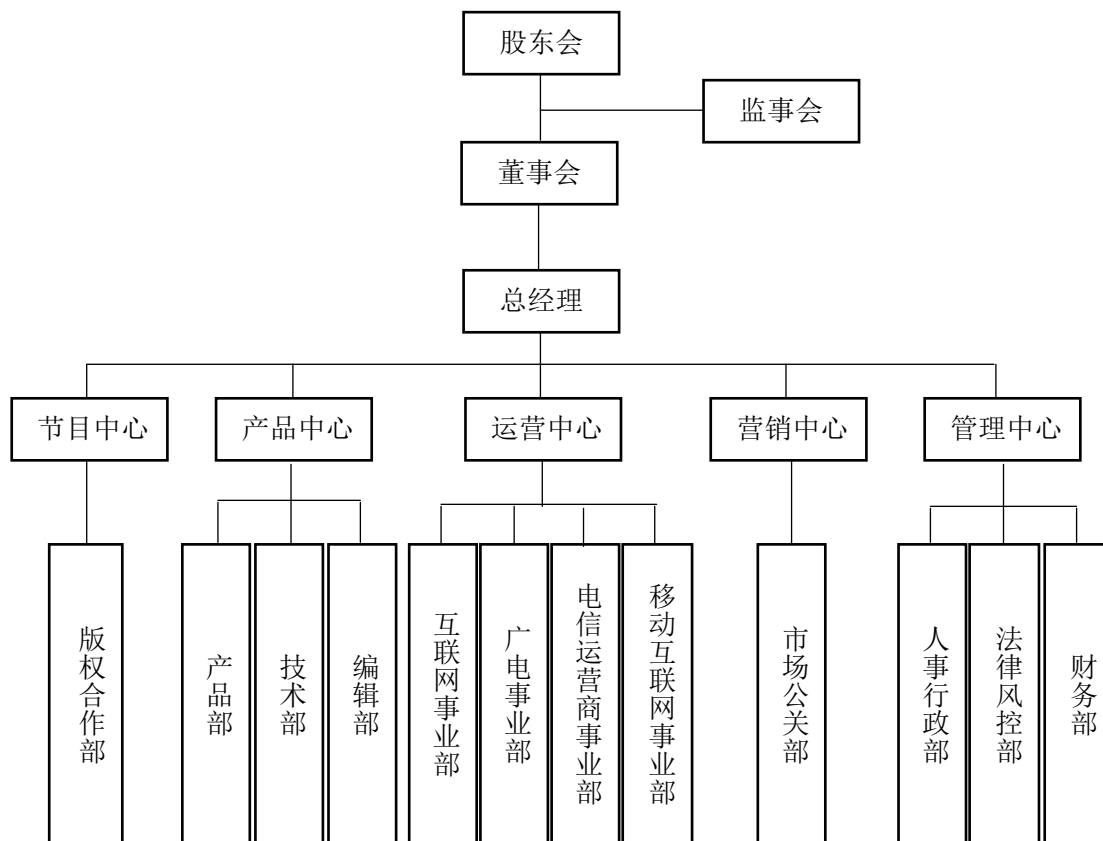 股东会
监事会
董事会
总经理
节目中心
产品中心
运营中心
营销中心
管理中心
版权合作部
产品部
技术部
编辑部
互联网事业部
广电事业部
电信运营商事业部
移动互联网事业部
市场公关部
人事行政部
法律风控部
财务部